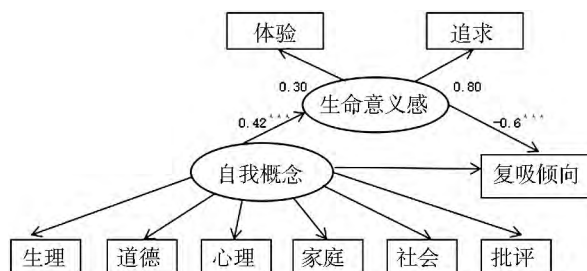 体验 追求
0.30 0.80
生命意义感
0.42*** -0.6***
自我概念 复吸倾向
生理 道德 心理 家庭 社会 批评